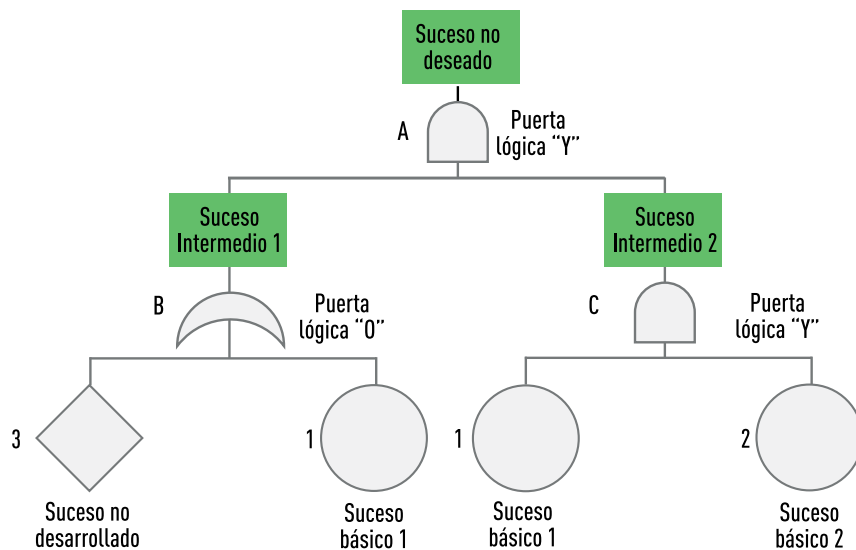 Suceso no
deseado
A
Puerta
lógica “Y”
Suceso
Intermedio 1
Suceso
Intermedio 2
B
Puerta
lógica “O”
C
Puerta
lógica “Y”
3
1
1
2
Suceso no
desarrollado
Suceso
básico 1
Suceso
básico 1
Suceso
básico 2